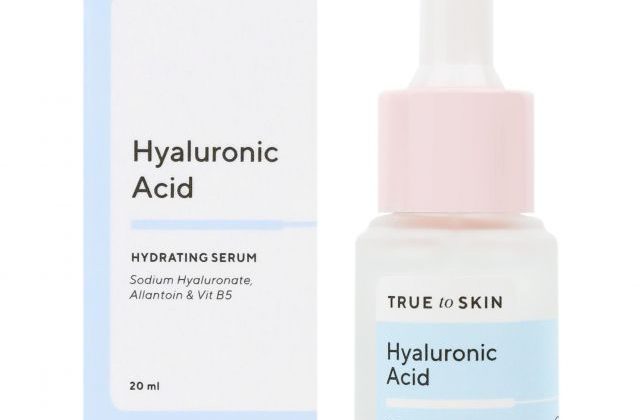 Hyaluronic
Acid
HYDRATING SERUM
Sodium Hyaluronate,
Allantoin & Vit B5
20 ml
TRUE to SKIN
Hyaluronic
Acid